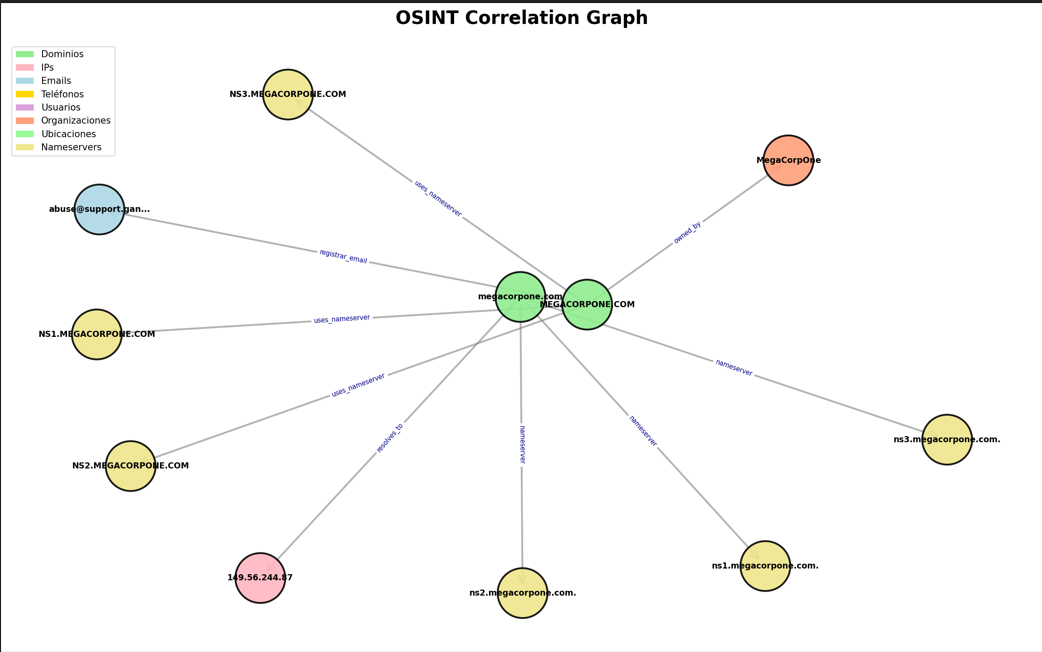 OSINT Correlation Graph
Dominios
IPs
Emails
Teléfonos
Usuarios
Organizaciones
Ubicaciones
Nameservers
NS3.MEGACORPONE.COM
MegaCorpOne
uses_nameserver
abuse@support.gan...
owned_by
registrar_email
megacorpone.com
MEGACORPONE.COM
NS1.MEGACORPONE.COM
uses_nameserver
nameserver
uses_nameserver
NS2.MEGACORPONE.COM
resolves_to
nameserver
nameserver
ns3.megacorpone.com.
149.56.244.87
ns2.megacorpone.com.
ns1.megacorpone.com.